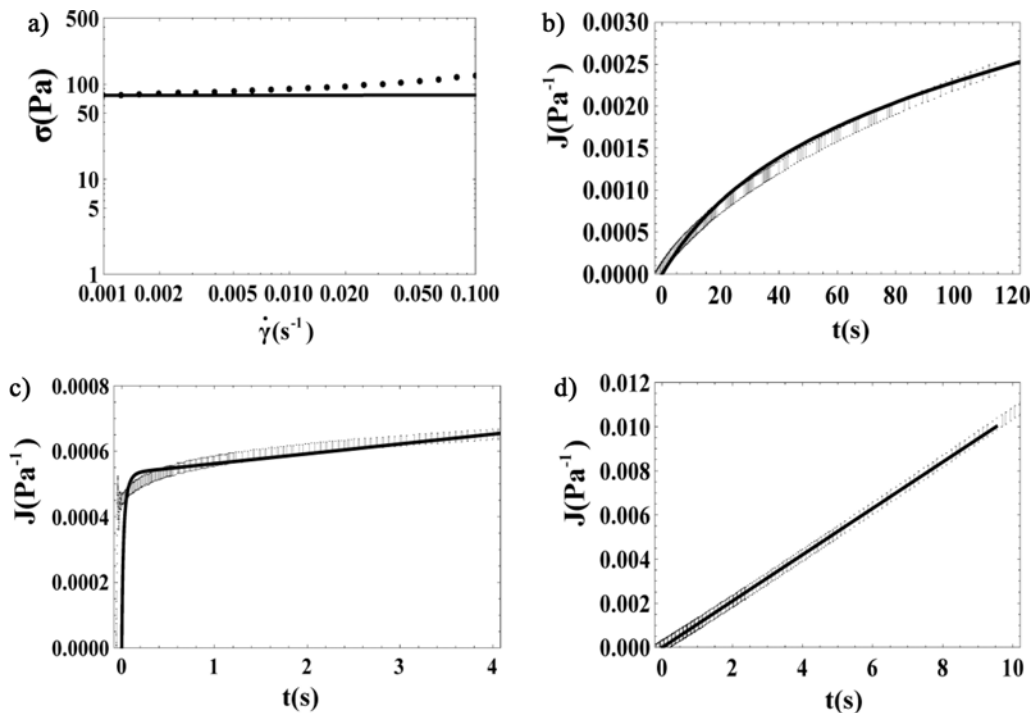 a)
500
100
50
10
5
1
σ(Pa)
0.001 0.002 0.005 0.010 0.020 0.050 0.100
γ̇(s⁻¹)
b)
0.0030
0.0025
0.0020
0.0015
0.0010
0.0005
0.0000
J(Pa⁻¹)
0 20 40 60 80 100 120
t(s)
c)
0.0008
0.0006
0.0004
0.0002
0.0000
J(Pa⁻¹)
0 1 2 3 4
t(s)
d)
0.012
0.010
0.008
0.006
0.004
0.002
0.000
J(Pa⁻¹)
0 2 4 6 8 10
t(s)